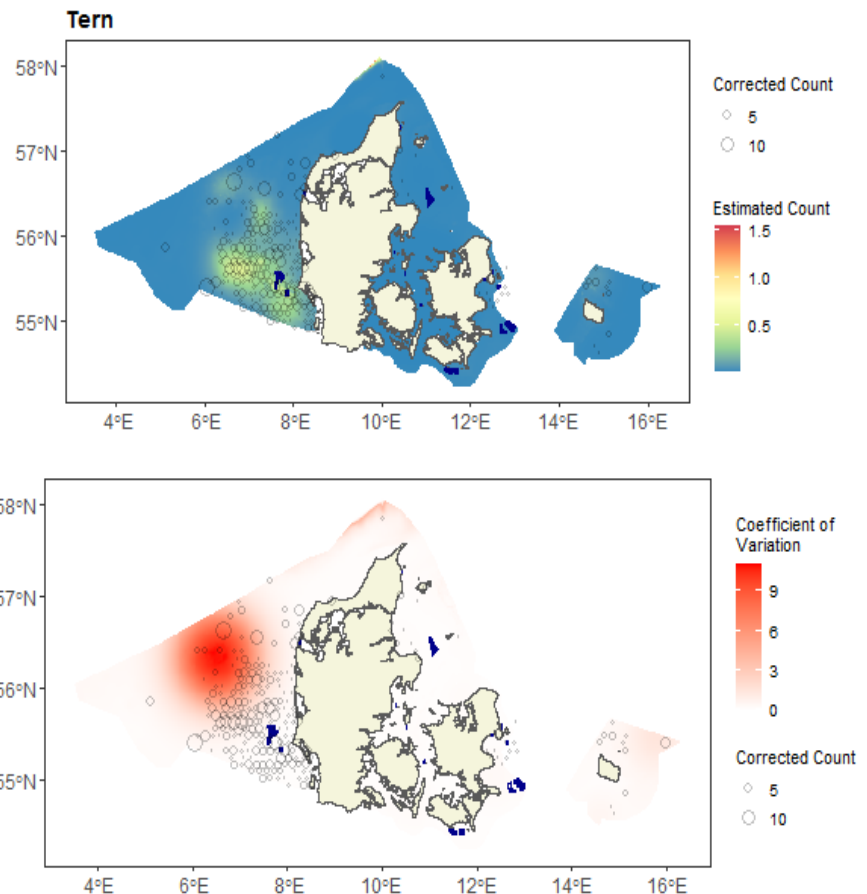 Tern
58°N
57°N
56°N
55°N
4°E 6°E 8°E 10°E 12°E 14°E 16°E
Corrected Count
5
10
Estimated Count
1.5
1.0
0.5
58°N
57°N
56°N
55°N
4°E 6°E 8°E 10°E 12°E 14°E 16°E
Coefficient of
Variation
9
6
3
0
Corrected Count
5
10